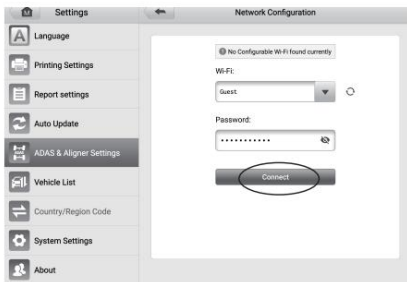 Settings
Network Configuration
Language
Printing Settings
Report settings
Auto Update
ADAS & Aligner Settings
Vehicle List
Country/Region Code
System Settings
About
No Configurable Wi-Fi found currently
Wi-Fi:
Guest
Password:
Connect